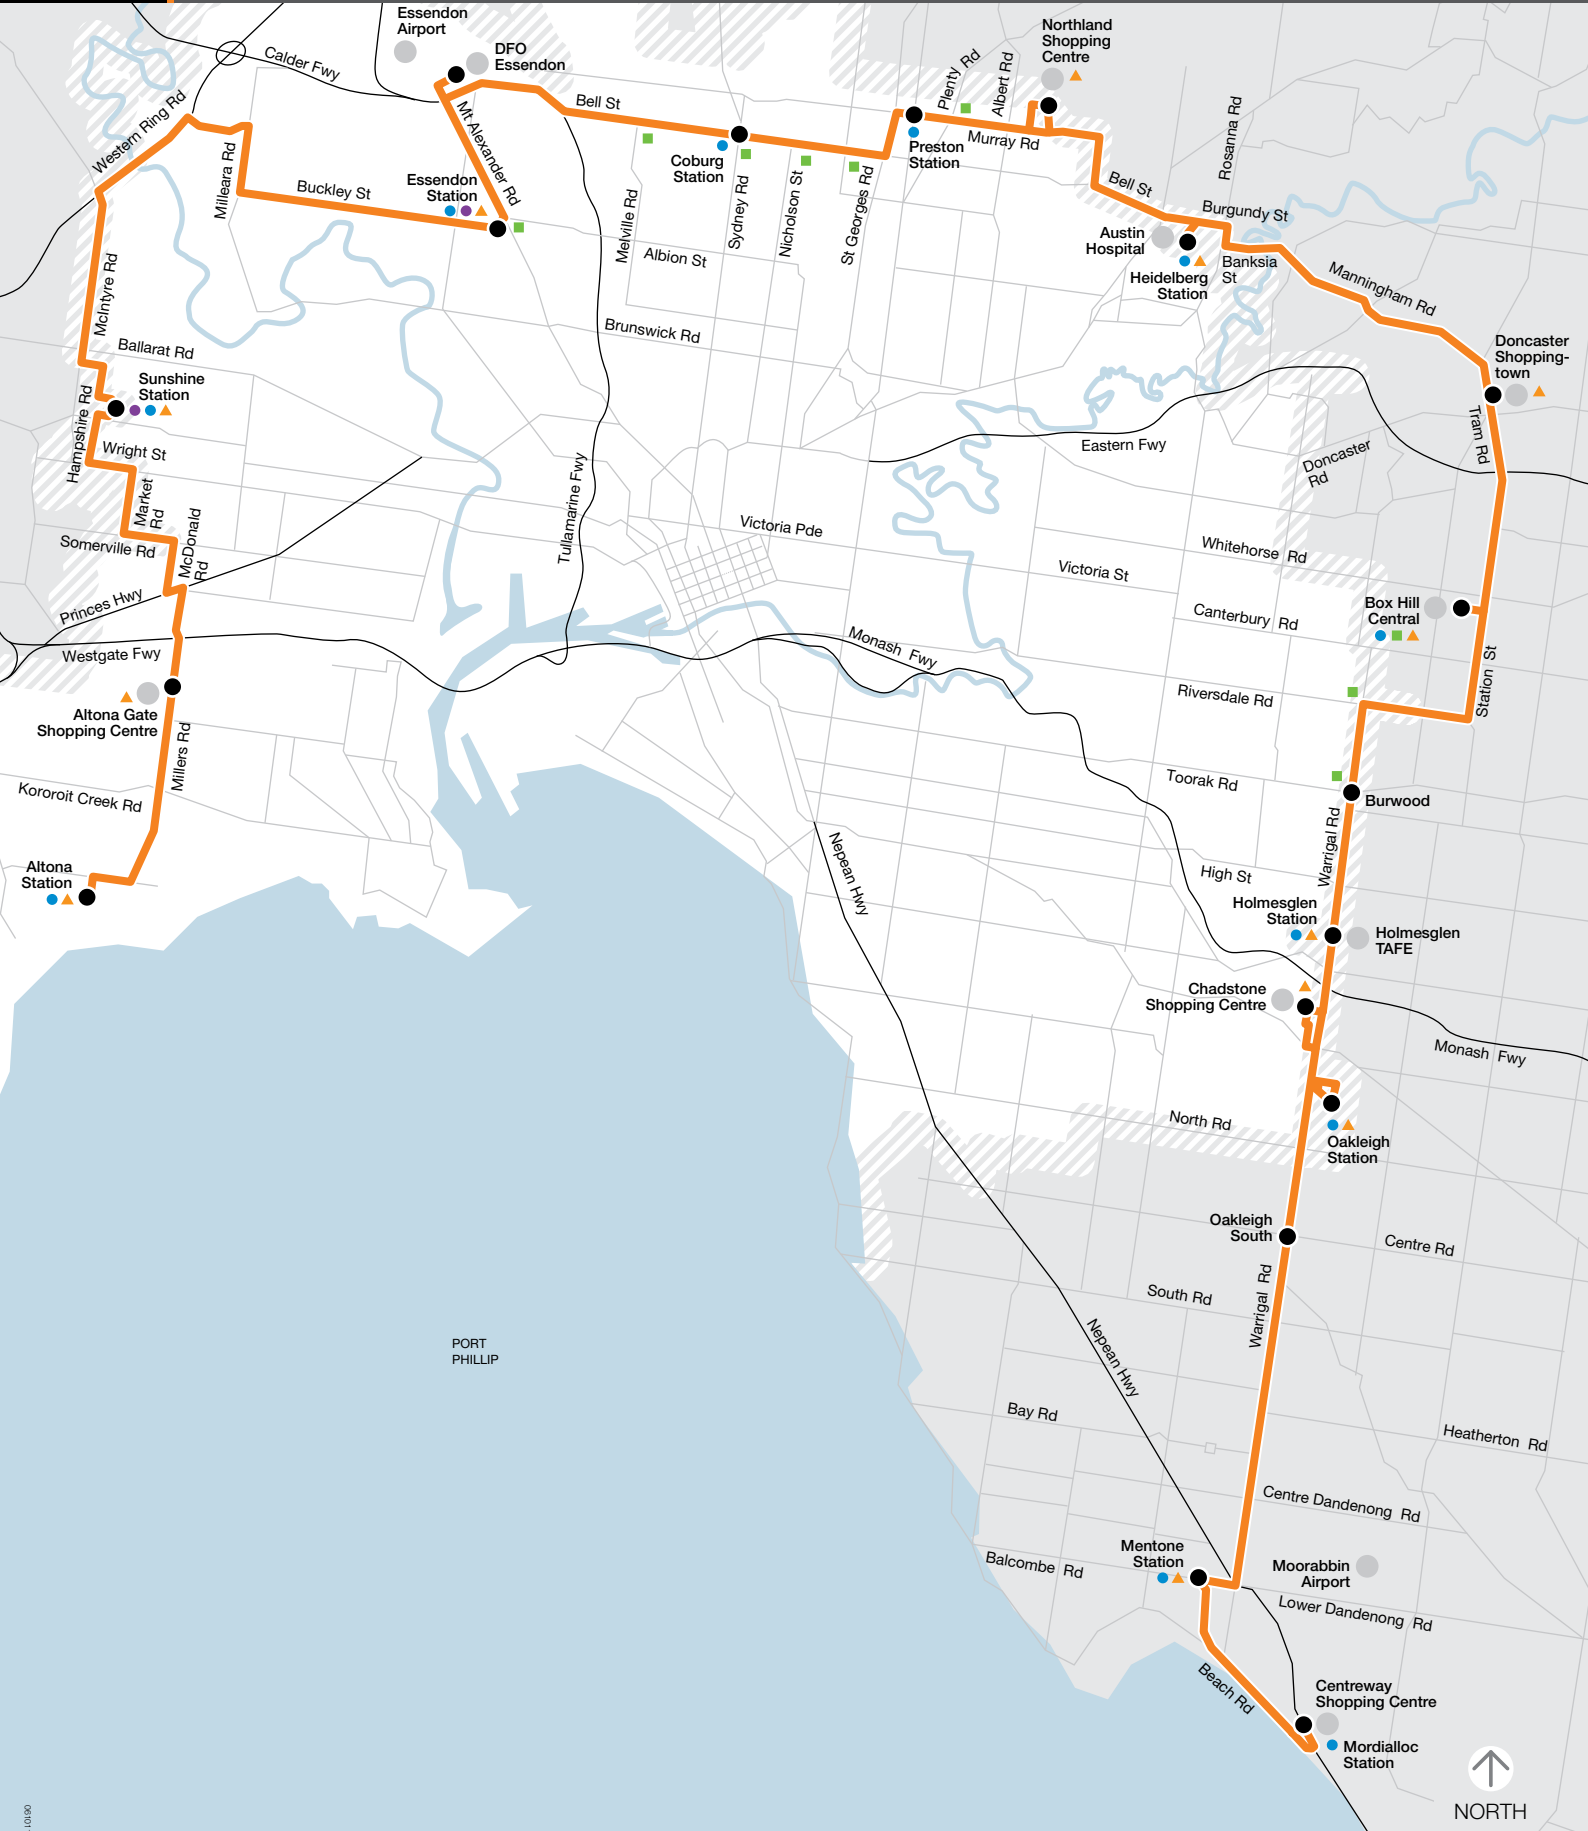 Essendon
Airport
DFO
Essendon
Calder Fwy
Northland
Shopping
Centre
Plenty Rd
Albert Rd
Bell St
Western Ring Rd
Mt Alexander Rd
Murray Rd
Preston
Station
Coburg
Station
Rosanna Rd
Milleara Rd
Buckley St
Essendon
Station
Melville Rd
Sydney Rd
Nicholson St
St Georges Rd
Albion St
Bell St
Burgundy St
Austin
Hospital
Heidelberg
Station
Banksia
St
Manningham Rd
McIntyre Rd
Brunswick Rd
Ballarat Rd
Doncaster
Shopping-
town
Sunshine
Station
Hampshire Rd
Wright St
Tram Rd
Eastern Fwy
Doncaster
Rd
Market
Rd
Tullamarine Fwy
Victoria Pde
Somerville Rd
McDonald
Rd
Whitehorse Rd
Victoria St
Princes Hwy
Canterbury Rd
Box Hill
Central
Westgate Fwy
Monash Fwy
Station St
Altona Gate
Shopping Centre
Riversdale Rd
Millers Rd
Kororoit Creek Rd
Toorak Rd
Burwood
Nepean Hwy
Warrigal Rd
Altona
Station
High St
Holmesglen
Station
Holmesglen
TAFE
Chadstone
Shopping Centre
Monash Fwy
North Rd
Oakleigh
Station
Oakleigh
South
Centre Rd
South Rd
Warrigal Rd
PORT
PHILLIP
Nepean Hwy
Bay Rd
Heatherton Rd
Centre Dandenong Rd
Mentone
Station
Balcombe Rd
Moorabbin
Airport
Lower Dandenong Rd
Beach Rd
Centreway
Shopping Centre
Mordialloc
Station
NORTH